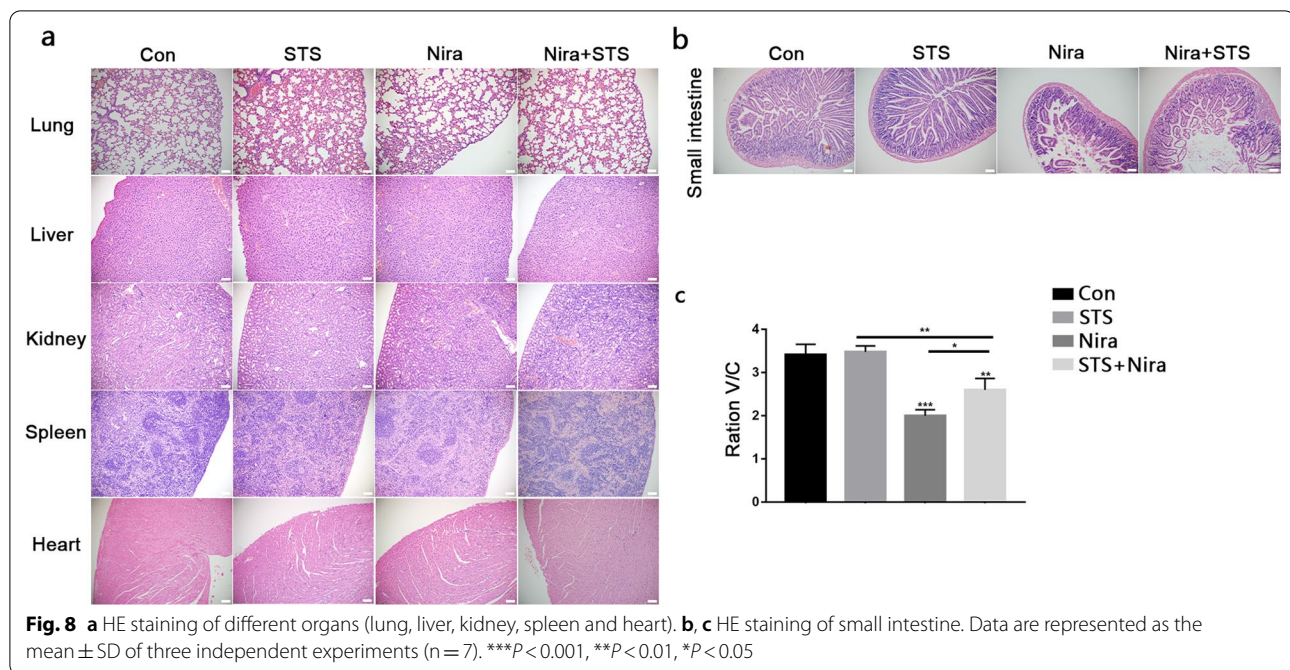 a
Con STS Nira Nira+STS
Lung
Liver
Kidney
Spleen
Heart
b
Con STS Nira Nira+STS
Small intestine
c
Con
STS
Nira
STS+Nira
Ration V/C
4
3
2
1
0
**
*
**
***
Fig. 8 a HE staining of different organs (lung, liver, kidney, spleen and heart). b, c HE staining of small intestine. Data are represented as the
mean ± SD of three independent experiments (n = 7). ***P < 0.001, **P < 0.01, *P < 0.05